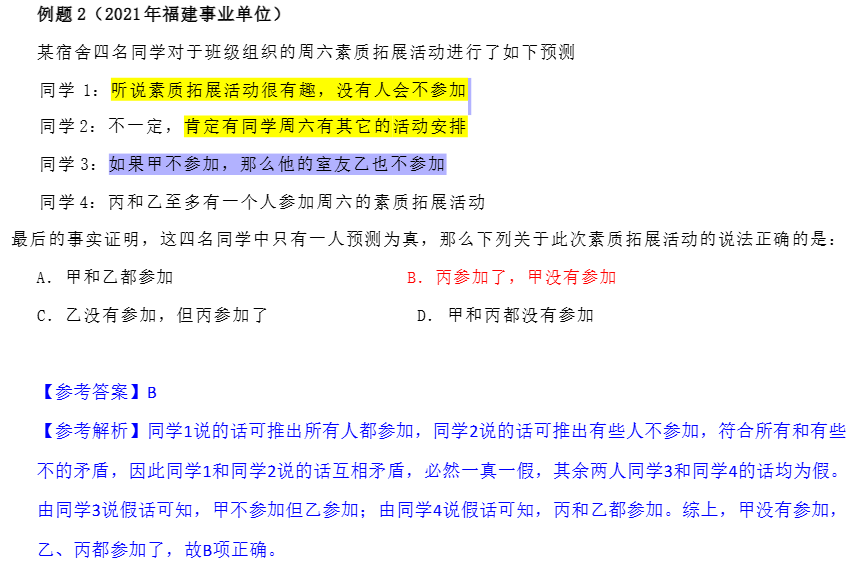 例题2（2021年福建事业单位）
某宿舍四名同学对于班级组织的周六素质拓展活动进行了如下预测
同学 1：听说素质拓展活动很有趣，没有人会不参加
同学2：不一定，肯定有同学周六有其它的活动安排
同学3：如果甲不参加，那么他的室友乙也不参加
同学4：丙和乙至多有一个人参加周六的素质拓展活动
最后的事实证明，这四名同学中只有一人预测为真，那么下列关于此次素质拓展活动的说法正确的是：
A. 甲和乙都参加 B. 丙参加了，甲没有参加
C. 乙没有参加，但丙参加了 D. 甲和丙都没有参加
【参考答案】B
【参考解析】同学1说的话可推出所有人都参加，同学2说的话可推出有些人不参加，符合所有和有些
不的矛盾，因此同学1和同学2说的话互相矛盾，必然一真一假，其余两人同学3和同学4的话均为假。
由同学3说假话可知，甲不参加但乙参加；由同学4说假话可知，丙和乙都参加。综上，甲没有参加，
乙、丙都参加了，故B项正确。